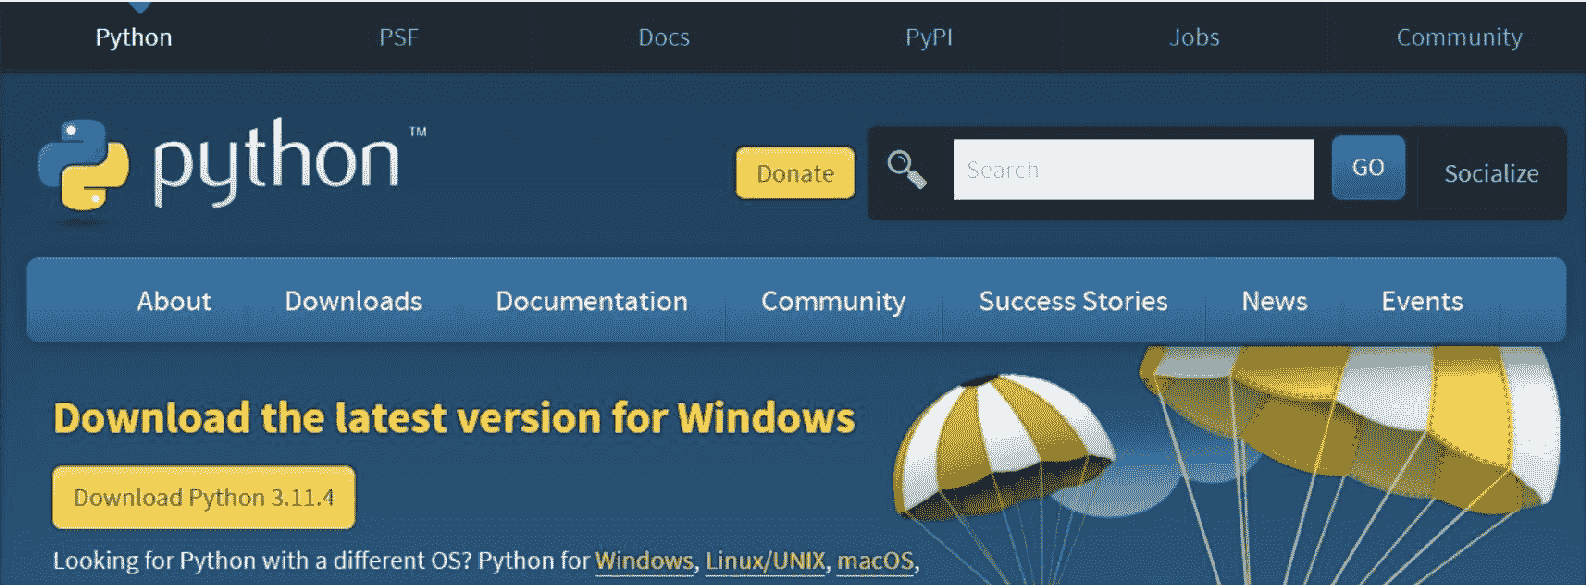 Python PSF Docs PyPI Jobs Community
python™
Donate Search GO Socialize
About Downloads Documentation Community Success Stories News Events
Download the latest version for Windows
Download Python 3.11.4
Looking for Python with a different OS? Python for Windows, Linux/UNIX, macOS,